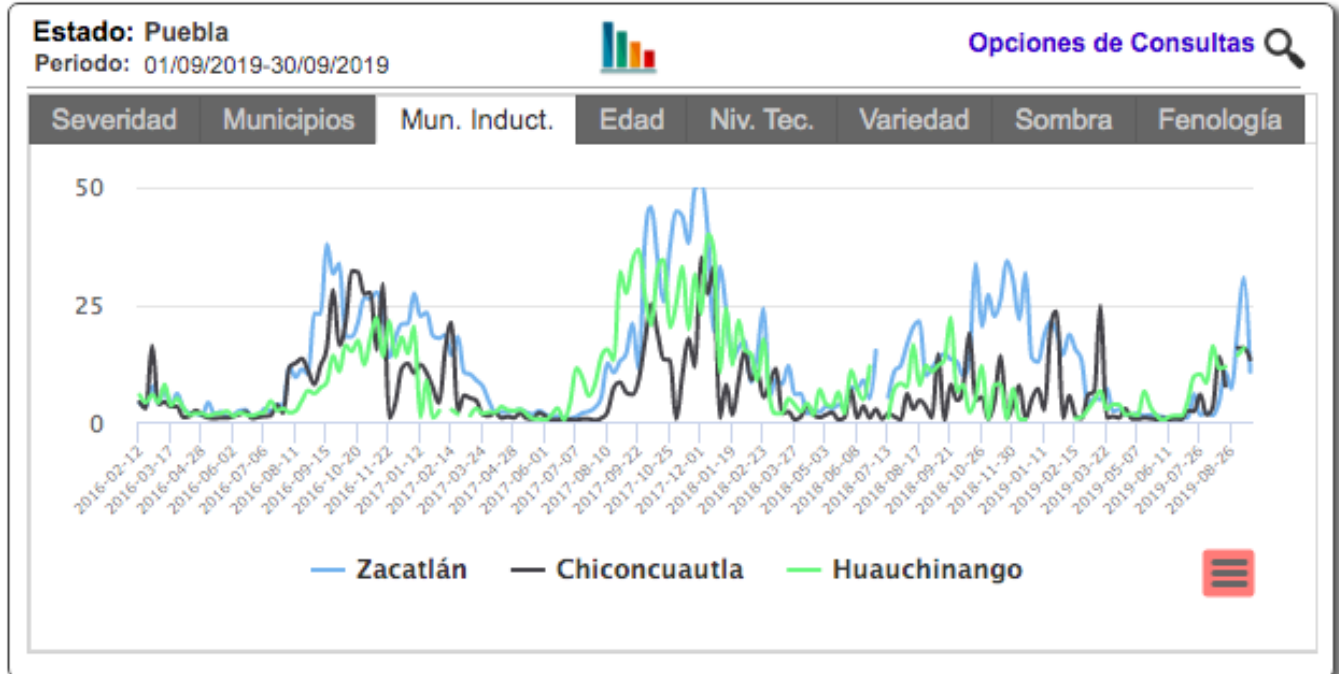 Estado: Puebla
Periodo: 01/09/2019-30/09/2019
Opciones de Consultas
Severidad Municipios Mun. Induct. Edad Niv. Tec. Variedad Sombra Fenología
50
25
0
2016-02-12 2016-03-17 2016-04-28 2016-06-02 2016-07-06 2016-08-11 2016-09-15 2016-10-20 2016-11-22 2017-01-12 2017-02-14 2017-03-24 2017-04-28 2017-06-01 2017-07-07 2017-08-10 2017-09-22 2017-10-25 2017-12-01 2018-01-19 2018-02-23 2018-03-27 2018-05-03 2018-06-08 2018-07-13 2018-08-17 2018-09-21 2018-10-26 2018-11-30 2019-01-11 2019-02-15 2019-03-22 2019-05-07 2019-06-11 2019-07-26 2019-08-26
Zacatlán Chiconcuautla Huauchinango